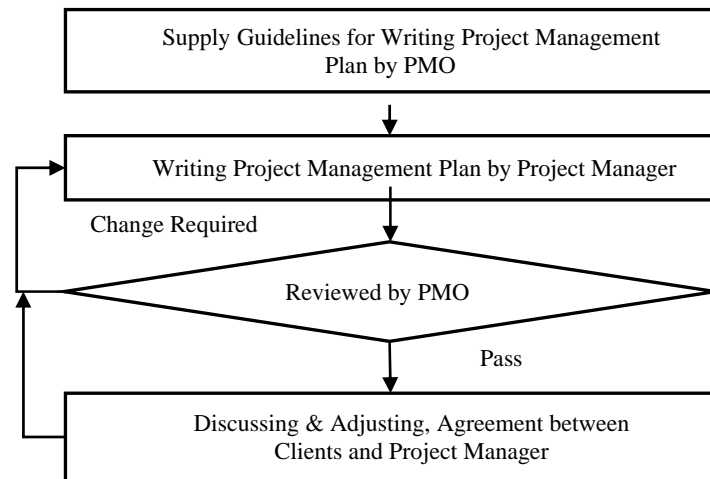 Supply Guidelines for Writing Project Management
Plan by PMO
Writing Project Management Plan by Project Manager
Change Required
Reviewed by PMO
Pass
Discussing & Adjusting, Agreement between
Clients and Project Manager